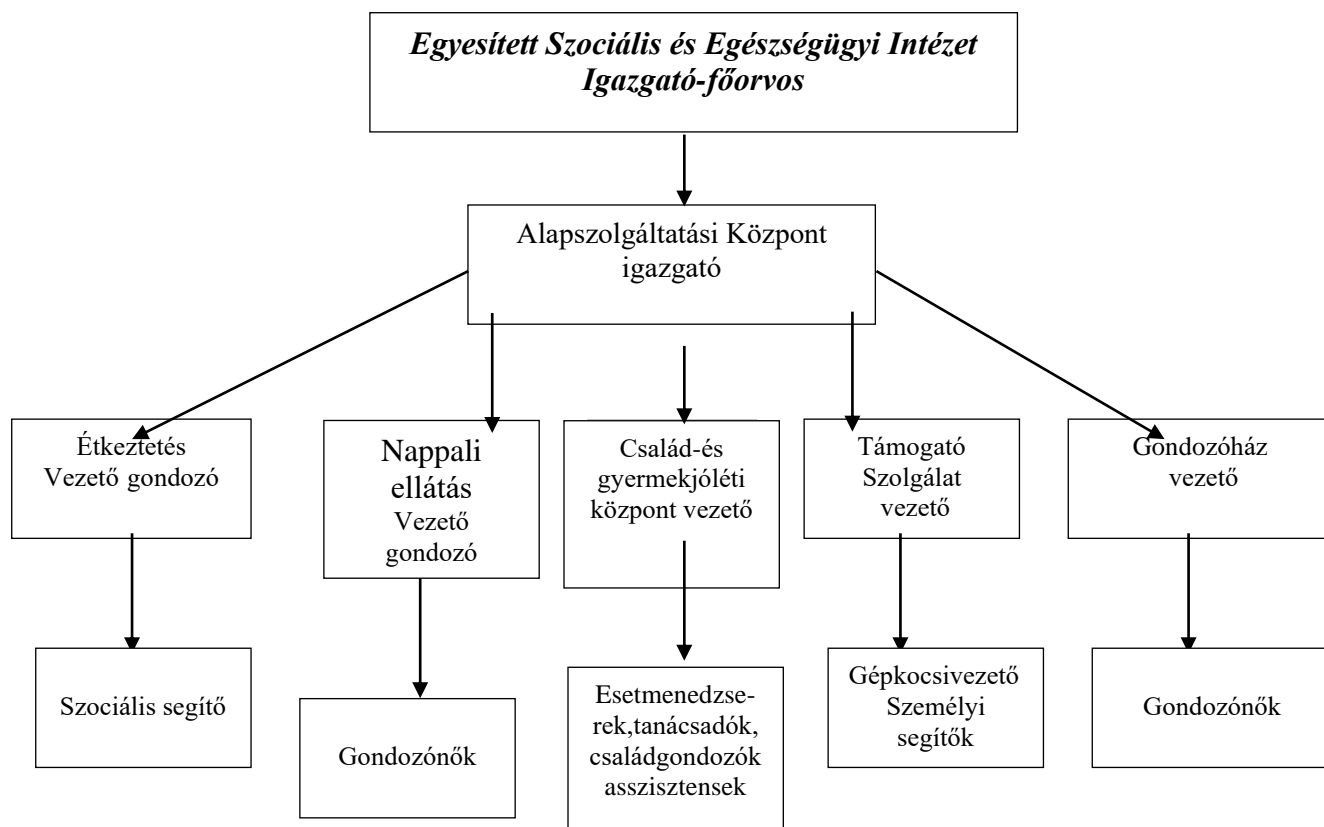 Egyesített Szociális és Egészségügyi Intézet
Igazgató-főorvos
Alapszolgáltatási Központ
igazgató
Étkeztetés
Vezető gondozó
Nappali
ellátás
Vezető
gondozó
Család-és
gyermekjóléti
központ vezető
Támogató
Szolgálat
vezető
Gondozóház
vezető
Szociális segítő
Gondozónők
Esetmenedzse-
rek,tanácsadók,
családgondozók
asszisztensek
Gépkocsivezető
Személyi
segítők
Gondozónők